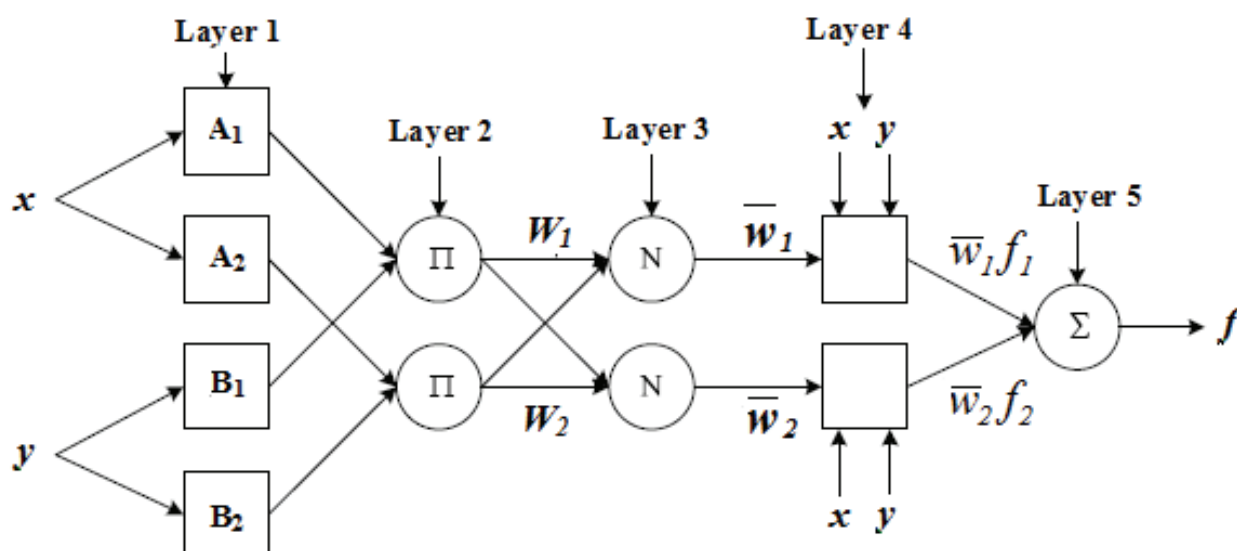 Layer 1
Layer 4
A₁
x y
Layer 2
Layer 3
x
Layer 5
W₁
w̅₁
A₂
Π
N
w̅₁f₁
Σ
f
B₁
Π
N
w̅₂f₂
W₂
w̅₂
y
B₂
x y